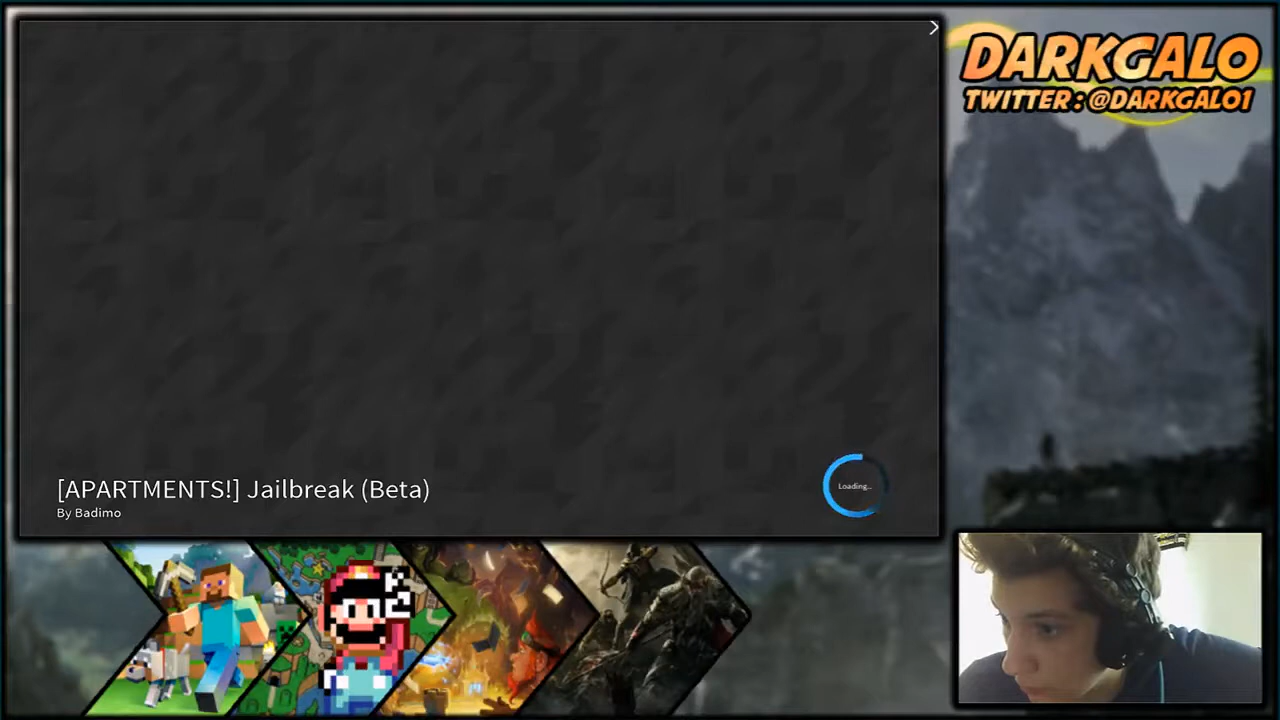 DARKGALO
TWITTER : @DARKGALO1
[APARTMENTS!] Jailbreak (Beta)
By Badimo
Loading...